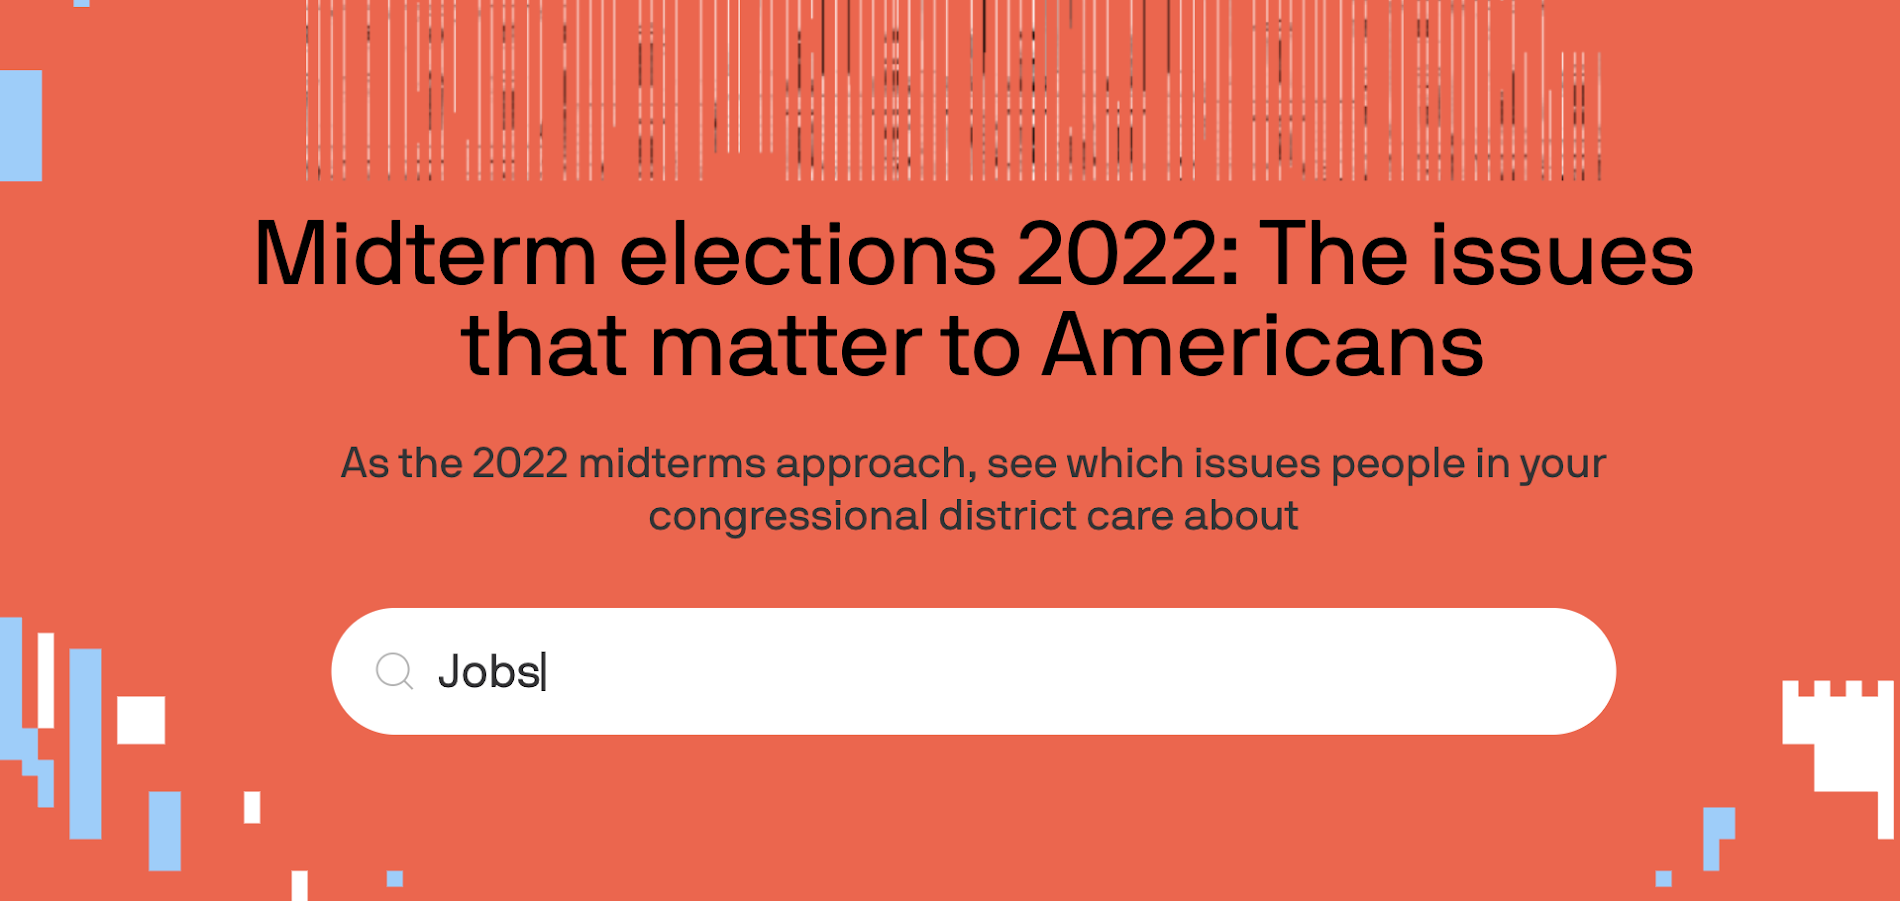 Midterm elections 2022: The issues
that matter to Americans
As the 2022 midterms approach, see which issues people in your
congressional district care about
Jobs